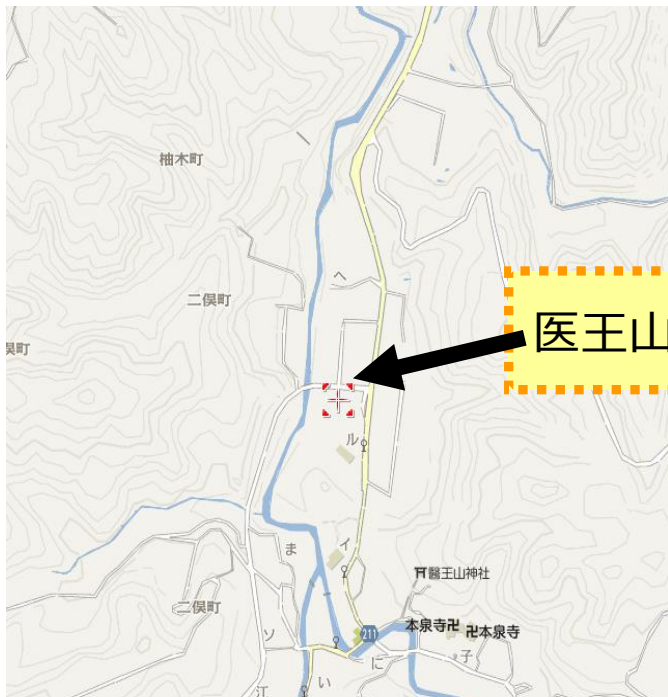 柚木町
ヘ
二俣町
俣町
医王山
ル
イ
ま
醫王山神社
二俣町
ソ
211
本泉寺
本泉寺
に
子
い
江